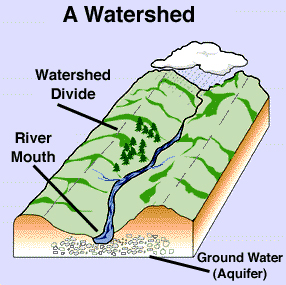 A Watershed
Watershed
Divide
River
Mouth
Ground Water
(Aquifer)